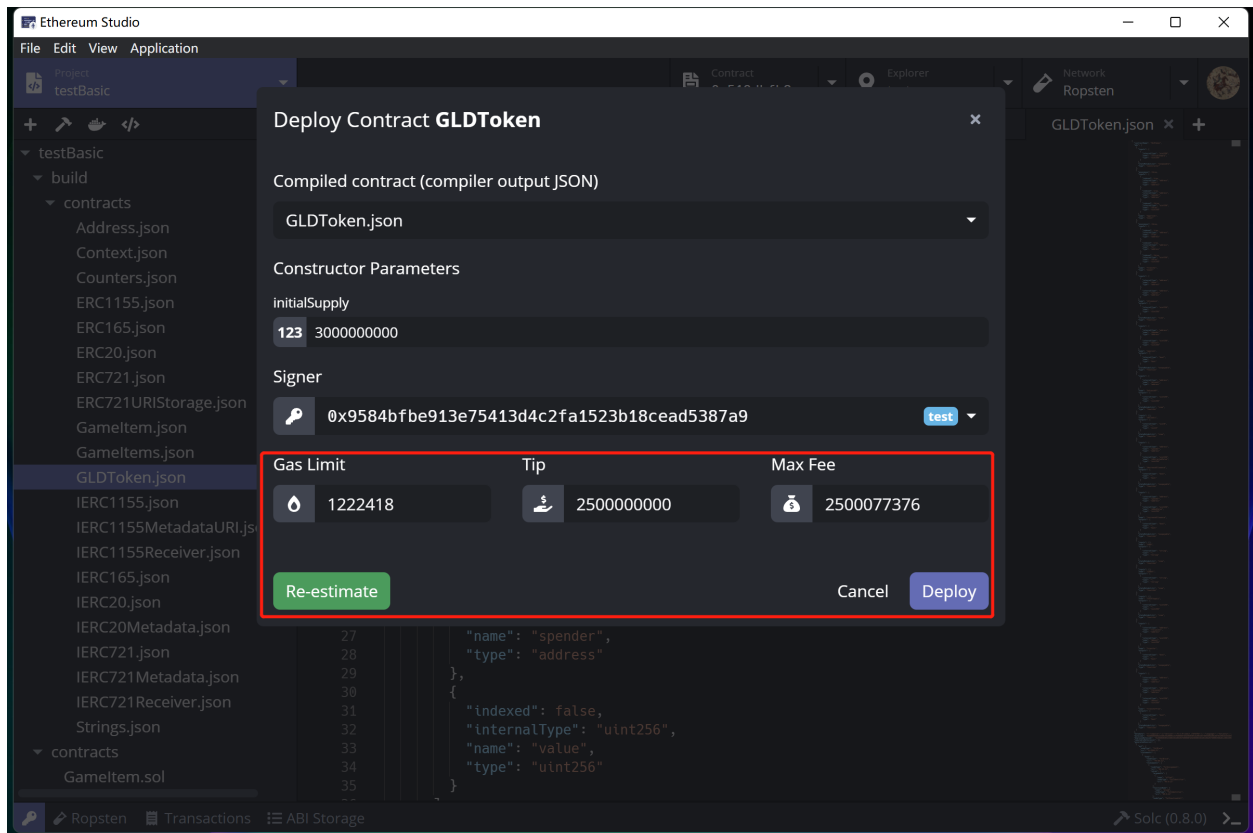 Ethereum Studio
File Edit View Application
Project
testBasic
Contract
Explorer
Network
Ropsten
GLDToken.json
Deploy Contract GLDToken
Compiled contract (compiler output JSON)
GLDToken.json
Constructor Parameters
initialSupply
123 3000000000
Signer
0x9584bfbe913e75413d4c2fa1523b18cead5387a9 test
Gas Limit Tip Max Fee
1222418 2500000000 2500077376
Re-estimate Cancel Deploy
testBasic
build
contracts
Address.json
Context.json
Counters.json
ERC1155.json
ERC165.json
ERC20.json
ERC721.json
ERC721URIStorage.json
GameItem.json
GameItems.json
GLDToken.json
IERC1155.json
IERC1155MetadataURI.js
IERC1155Receiver.json
IERC165.json
IERC20.json
IERC20Metadata.json
IERC721.json
IERC721Metadata.json
IERC721Receiver.json
Strings.json
contracts
GameItem.sol
27 "name": "spender",
28 "type": "address"
29 },
30 {
31 "indexed": false,
32 "internalType": "uint256",
33 "name": "value",
34 "type": "uint256"
35 }
Ropsten Transactions ABI Storage Solc (0.8.0)